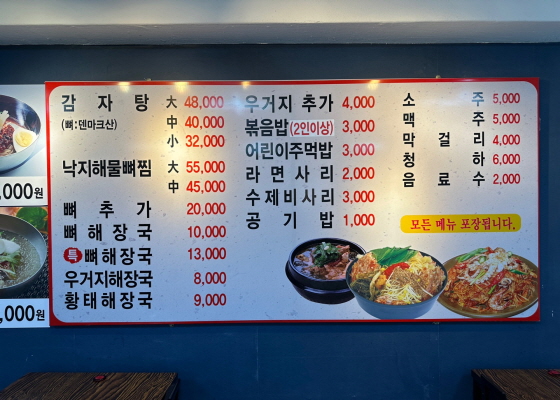 감자탕 大 48,000
(뼈:덴마크산) 中 40,000
小 32,000
낙지해물뼈찜 大 55,000
中 45,000
뼈추가 20,000
뼈해장국 10,000
특 뼈해장국 13,000
우거지해장국 8,000
황태해장국 9,000
우거지 추가 4,000
볶음밥(2인이상) 3,000
어린이주먹밥 3,000
라면사리 2,000
수제비사리 3,000
공기밥 1,000
소주 5,000
맥주 5,000
막걸리 4,000
청하 6,000
음료수 2,000
모든 메뉴 포장됩니다.
,000원
,000원